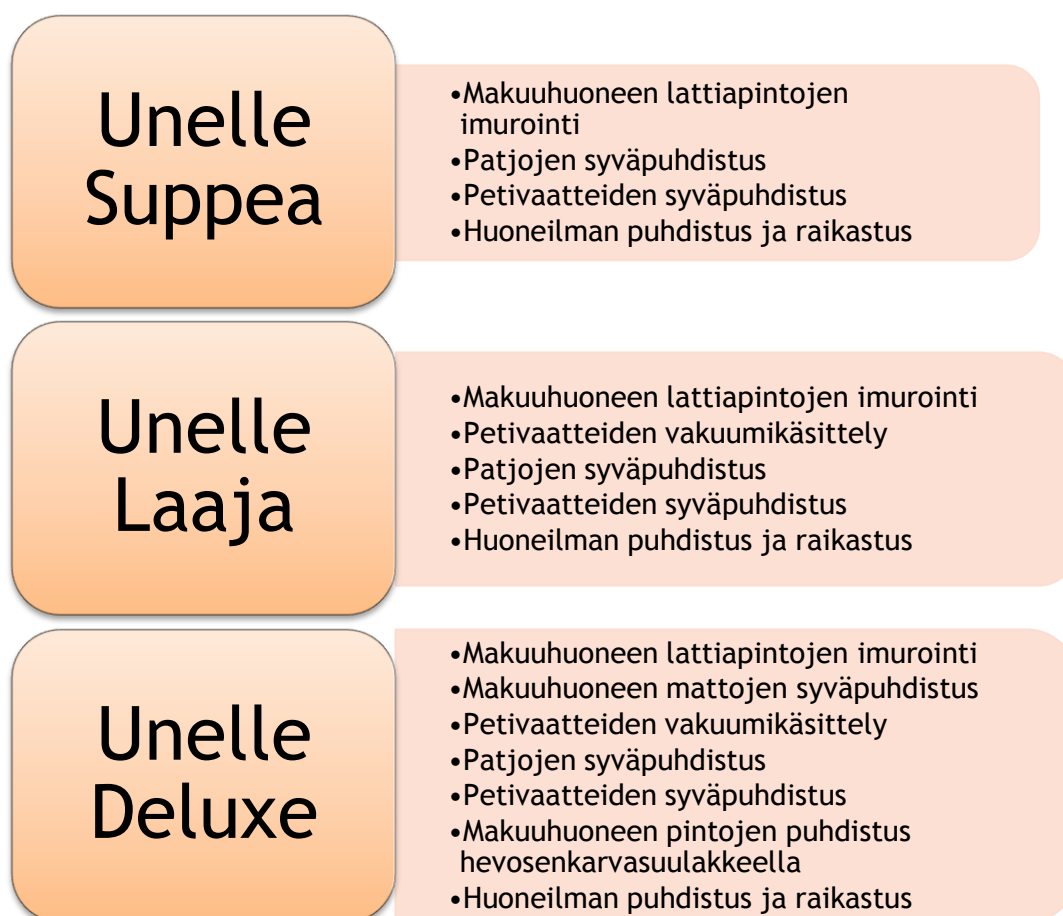 Unelle
Suppea
•Makuuhuoneen lattiapintojen
imurointi
•Patjojen syväpuhdistus
•Petivaatteiden syväpuhdistus
•Huoneilman puhdistus ja raikastus
Unelle
Laaja
•Makuuhuoneen lattiapintojen imurointi
•Petivaatteiden vakuumikäsittely
•Patjojen syväpuhdistus
•Petivaatteiden syväpuhdistus
•Huoneilman puhdistus ja raikastus
Unelle
Deluxe
•Makuuhuoneen lattiapintojen imurointi
•Makuuhuoneen mattojen syväpuhdistus
•Petivaatteiden vakuumikäsittely
•Patjojen syväpuhdistus
•Petivaatteiden syväpuhdistus
•Makuuhuoneen pintojen puhdistus
hevosenkarvasuulakkeella
•Huoneilman puhdistus ja raikastus